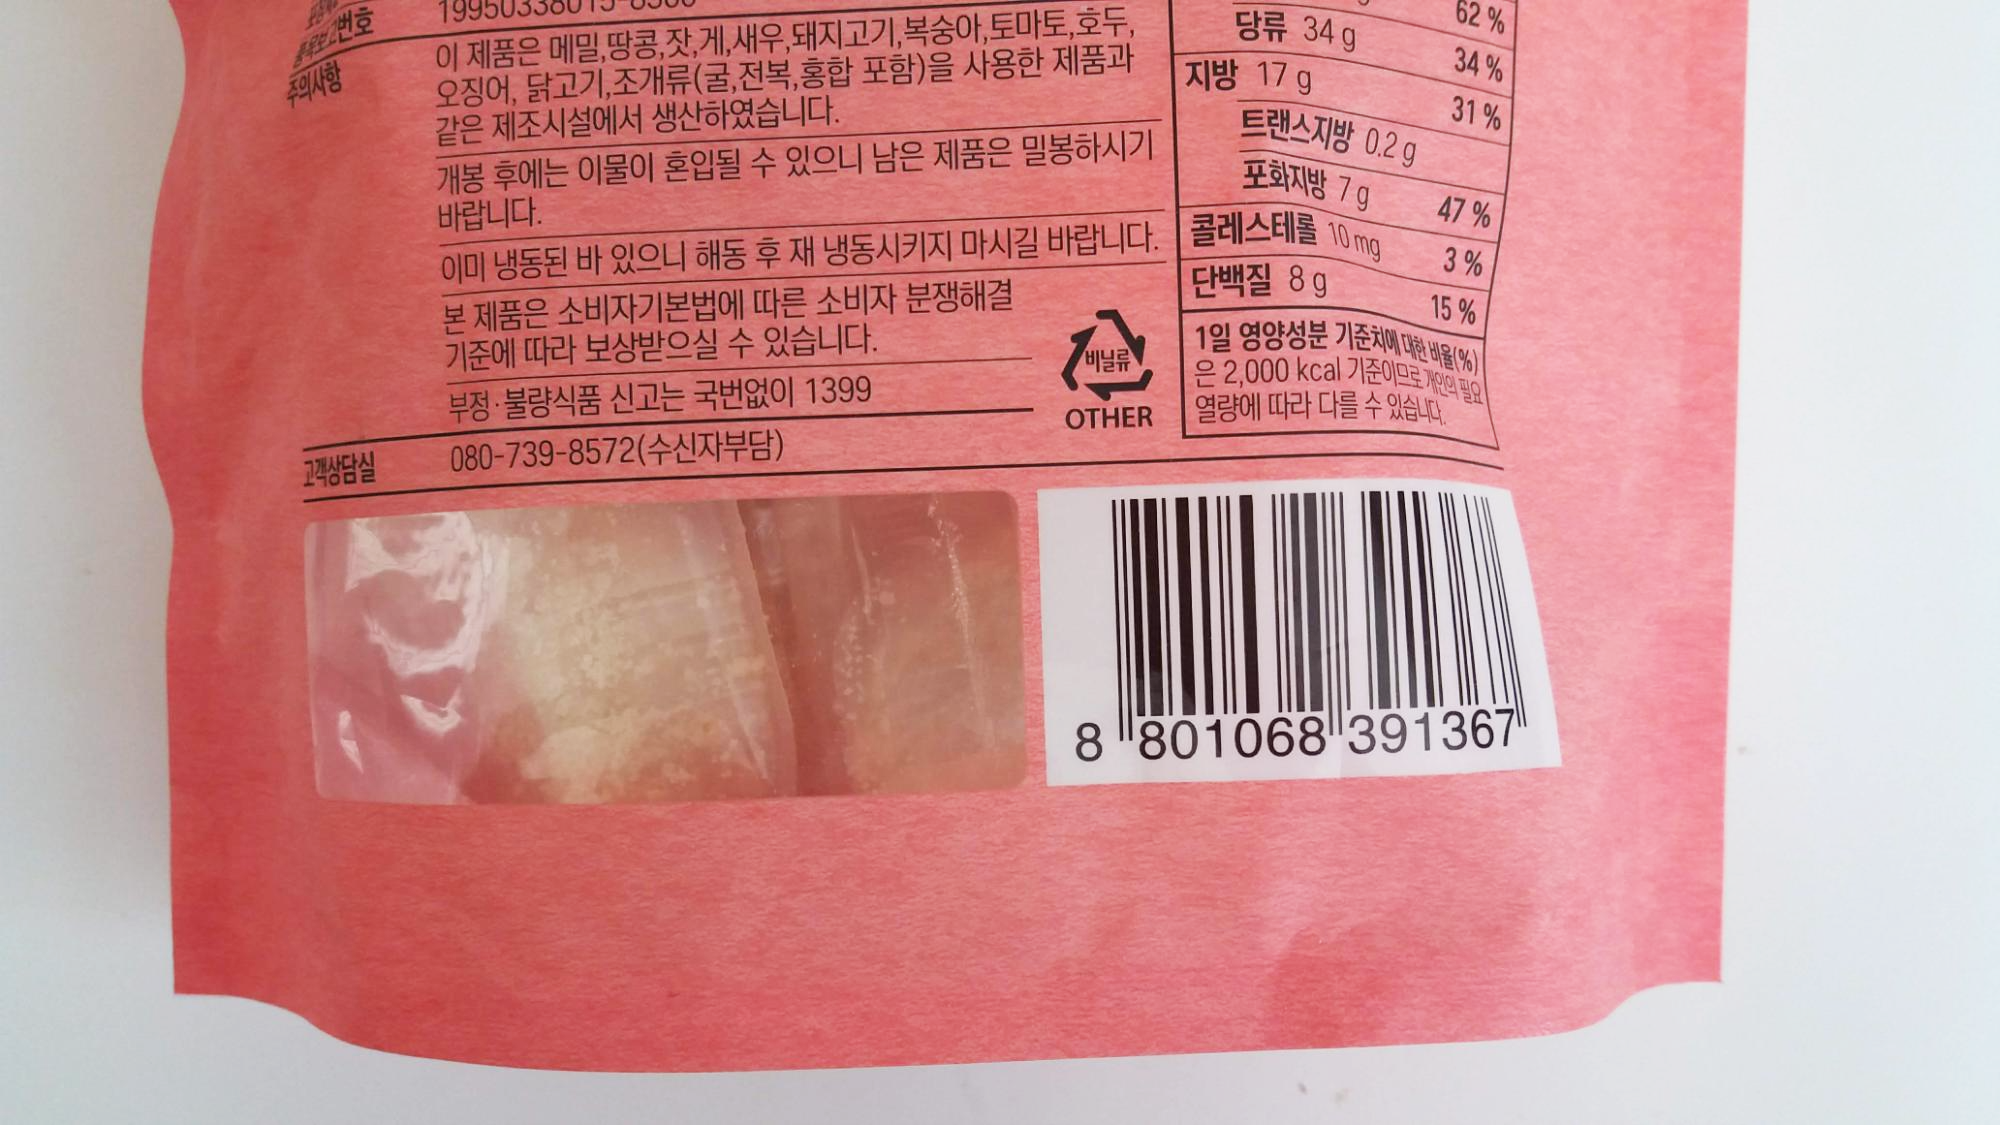 품목보고번호
주의사항
이 제품은 메밀,땅콩,잣,게,새우,돼지고기,복숭아,토마토,호두,
오징어, 닭고기,조개류(굴,전복,홍합 포함)을 사용한 제품과
같은 제조시설에서 생산하였습니다.
개봉 후에는 이물이 혼입될 수 있으니 남은 제품은 밀봉하시기
바랍니다.
이미 냉동된 바 있으니 해동 후 재 냉동시키지 마시길 바랍니다.
본 제품은 소비자기본법에 따른 소비자 분쟁해결
기준에 따라 보상받으실 수 있습니다.
부정·불량식품 신고는 국번없이 1399
고객상담실 080-739-8572(수신자부담)
비닐류
OTHER
62 %
당류 34 g 34 %
지방 17 g 31 %
트랜스지방 0.2 g
포화지방 7 g 47 %
콜레스테롤 10 mg 3 %
단백질 8 g 15 %
1일 영양성분 기준치에 대한 비율(%)
은 2,000 kcal 기준이므로 개인의 필요
열량에 따라 다를 수 있습니다.
8 801068 391367